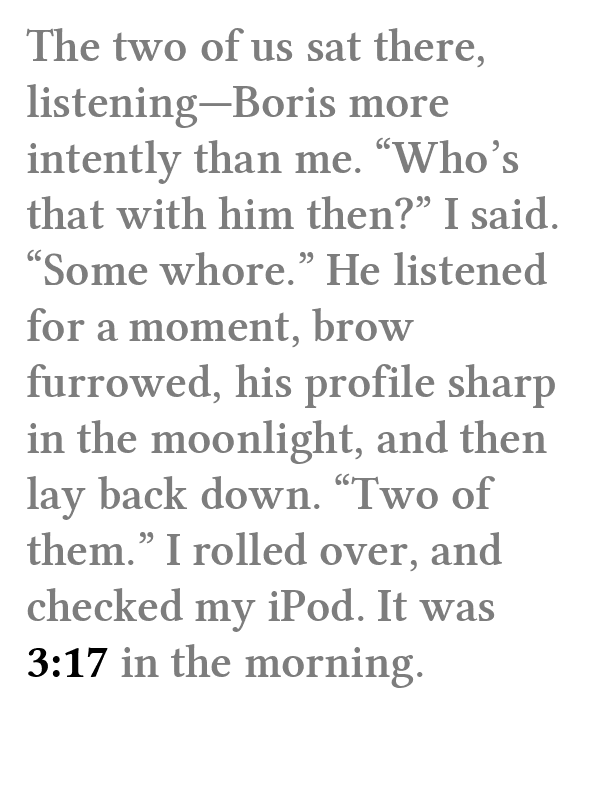 The two of us sat there,
listening—Boris more
intently than me. “Who’s
that with him then?” I said.
“Some whore.” He listened
for a moment, brow
furrowed, his profile sharp
in the moonlight, and then
lay back down. “Two of
them.” I rolled over, and
checked my iPod. It was
3:17 in the morning.